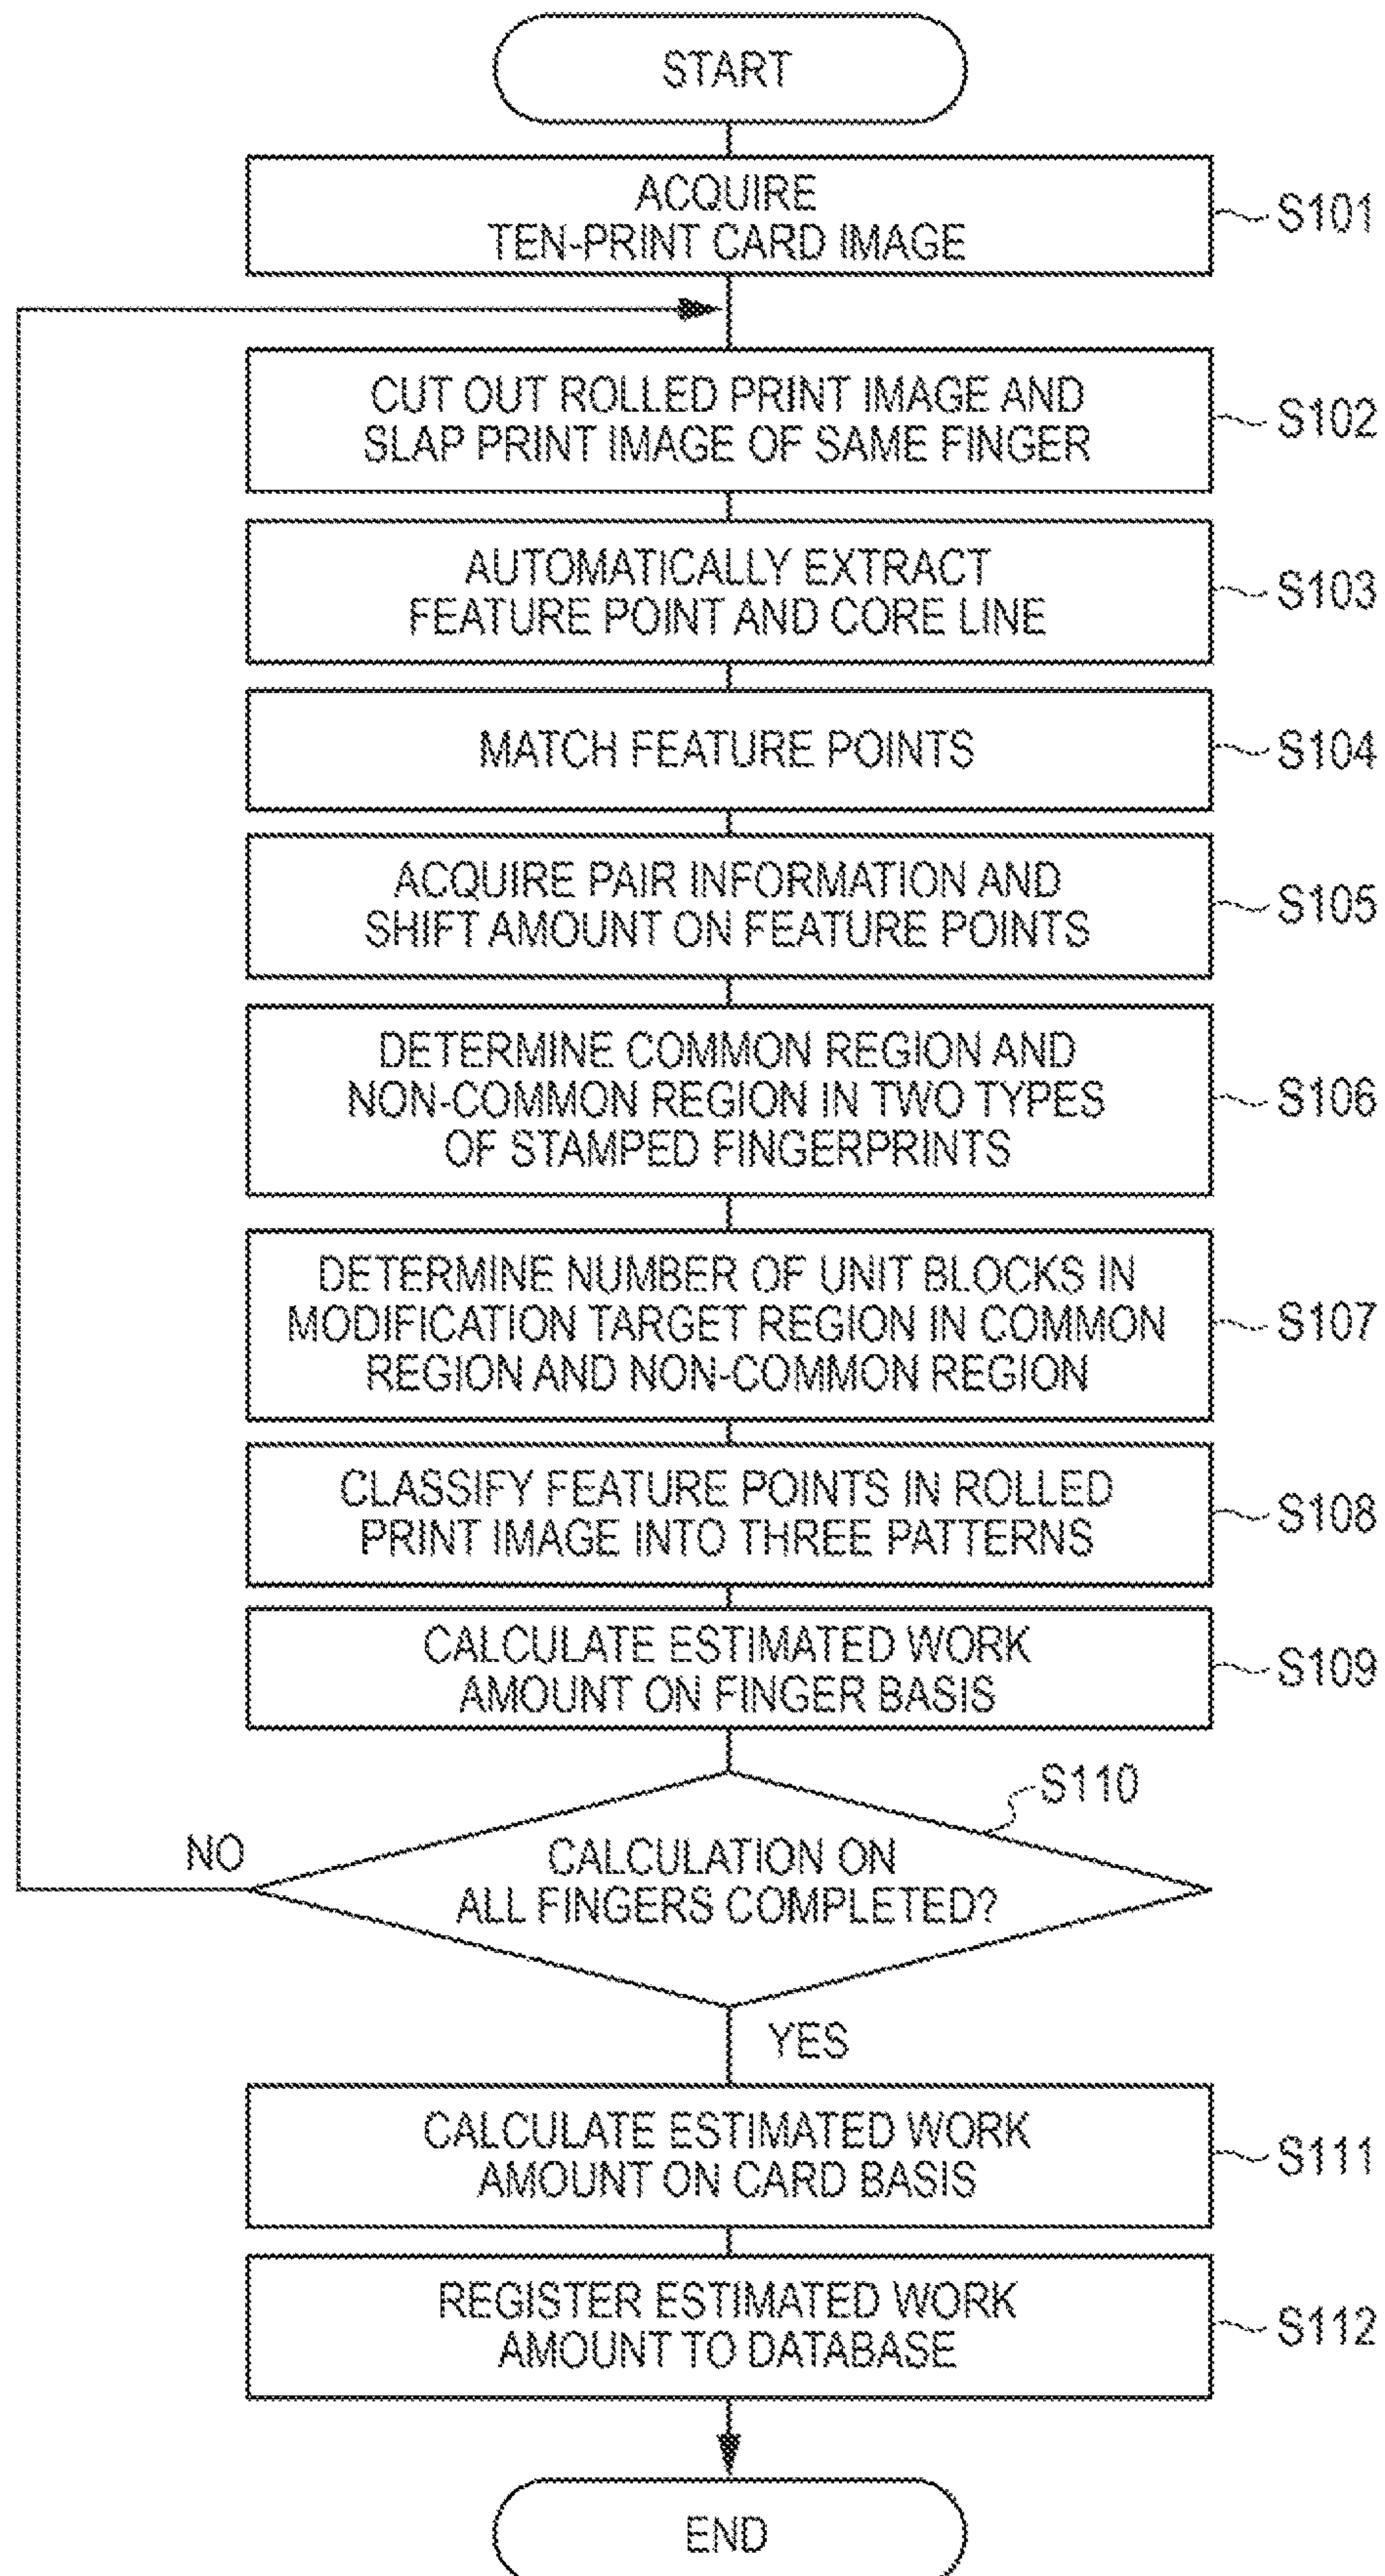 START
ACQUIRE
TEN-PRINT CARD IMAGE
S101
CUT OUT ROLLED PRINT IMAGE AND
SLAP PRINT IMAGE OF SAME FINGER
S102
AUTOMATICALLY EXTRACT
FEATURE POINT AND CORE LINE
S103
MATCH FEATURE POINTS
S104
ACQUIRE PAIR INFORMATION AND
SHIFT AMOUNT ON FEATURE POINTS
S105
DETERMINE COMMON REGION AND
NON-COMMON REGION IN TWO TYPES
OF STAMPED FINGERPRINTS
S106
DETERMINE NUMBER OF UNIT BLOCKS IN
MODIFICATION TARGET REGION IN COMMON
REGION AND NON-COMMON REGION
S107
CLASSIFY FEATURE POINTS IN ROLLED
PRINT IMAGE INTO THREE PATTERNS
S108
CALCULATE ESTIMATED WORK
AMOUNT ON FINGER BASIS
S109
S110
NO
CALCULATION ON
ALL FINGERS COMPLETED?
YES
CALCULATE ESTIMATED WORK
AMOUNT ON CARD BASIS
S111
REGISTER ESTIMATED WORK
AMOUNT TO DATABASE
S112
END